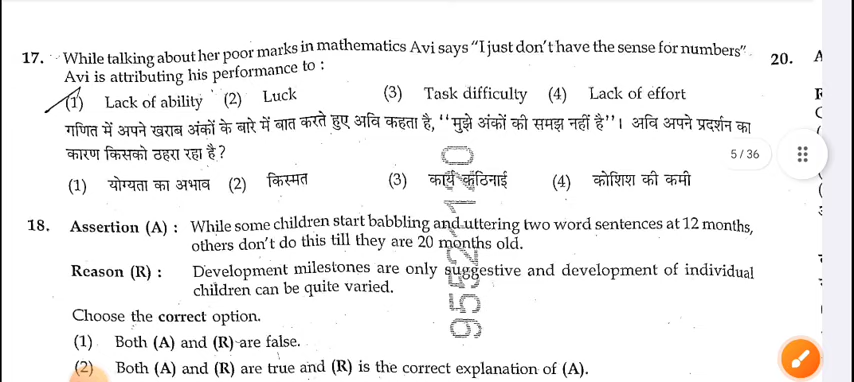 17. While talking about her poor marks in mathematics Avi says "I just don't have the sense for numbers"
Avi is attributing his performance to :
(1) Lack of ability (2) Luck (3) Task difficulty (4) Lack of effort
गणित में अपने खराब अंकों के बारे में बात करते हुए अवि कहता है, ''मुझे अंकों की समझ नहीं है''। अवि अपने प्रदर्शन का
कारण किसको ठहरा रहा है?
(1) योग्यता का अभाव (2) किस्मत (3) कार्य कठिनाई (4) कोशिश की कमी
18. Assertion (A) : While some children start babbling and uttering two word sentences at 12 months,
others don't do this till they are 20 months old.
Reason (R) : Development milestones are only suggestive and development of individual
children can be quite varied.
Choose the correct option.
(1) Both (A) and (R) are false.
(2) Both (A) and (R) are true and (R) is the correct explanation of (A).
20. A
5 / 36